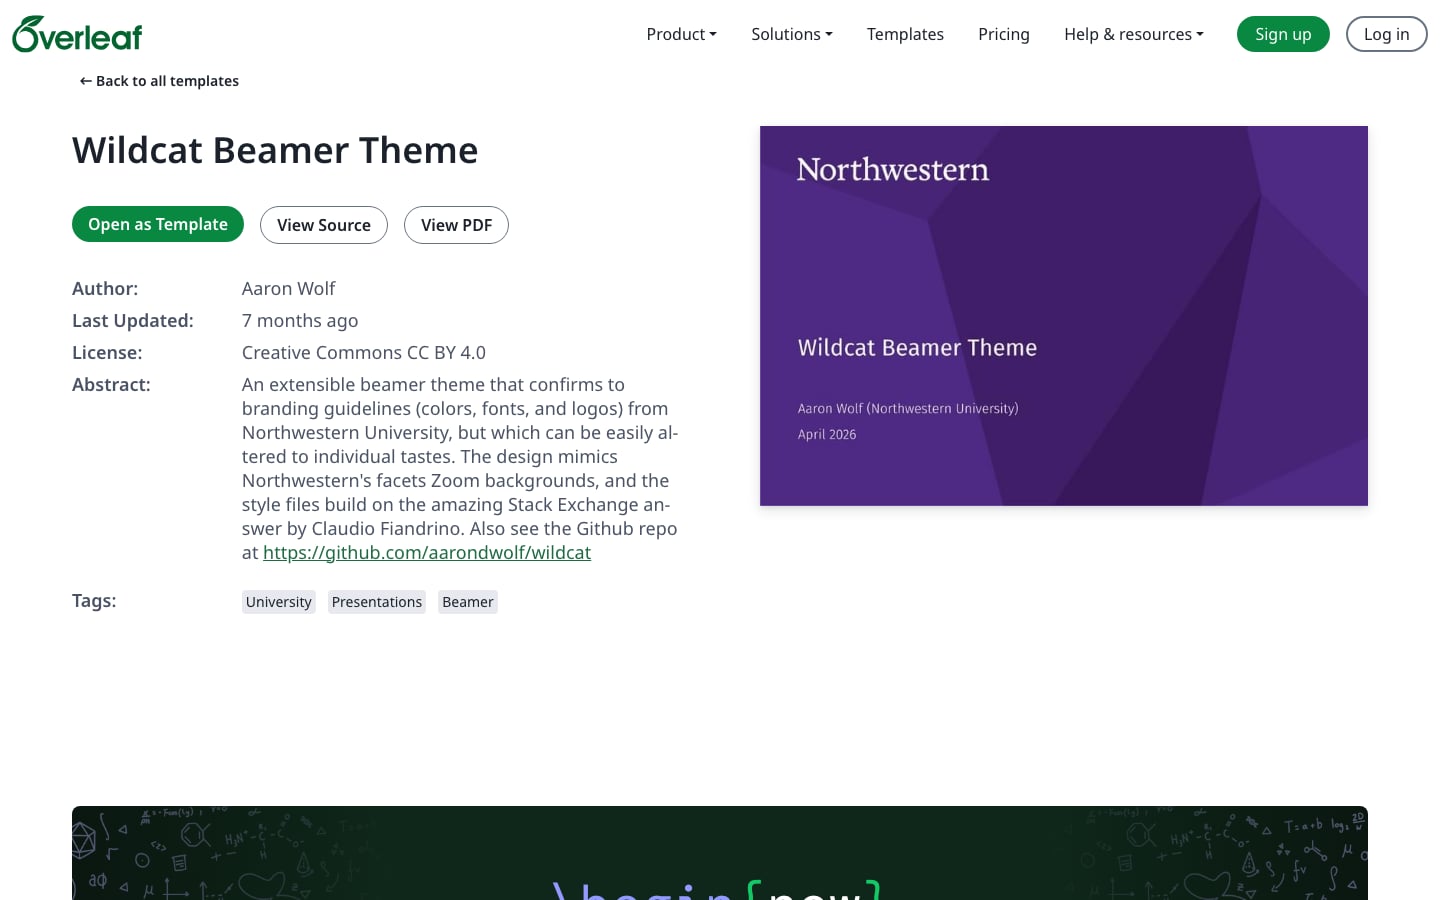 Overleaf
Product
Solutions
Templates
Pricing
Help & resources
Sign up
Log in
← Back to all templates
Wildcat Beamer Theme
Open as Template
View Source
View PDF
Author: Aaron Wolf
Last Updated: 7 months ago
License: Creative Commons CC BY 4.0
Abstract: An extensible beamer theme that confirms to
branding guidelines (colors, fonts, and logos) from
Northwestern University, but which can be easily al-
tered to individual tastes. The design mimics
Northwestern's facets Zoom backgrounds, and the
style files build on the amazing Stack Exchange an-
swer by Claudio Fiandrino. Also see the Github repo
at https://github.com/aarondwolf/wildcat
Tags: University Presentations Beamer
Northwestern
Wildcat Beamer Theme
Aaron Wolf (Northwestern University)
April 2026
\begin{now}